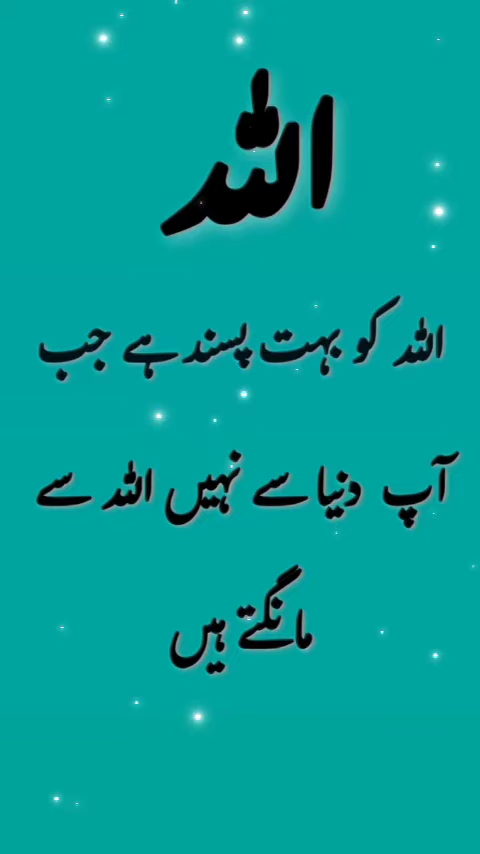 اللہ
اللہ کو بہت پسند ہے جب
آپ دنیا سے نہیں اللہ سے
مانگتے ہیں